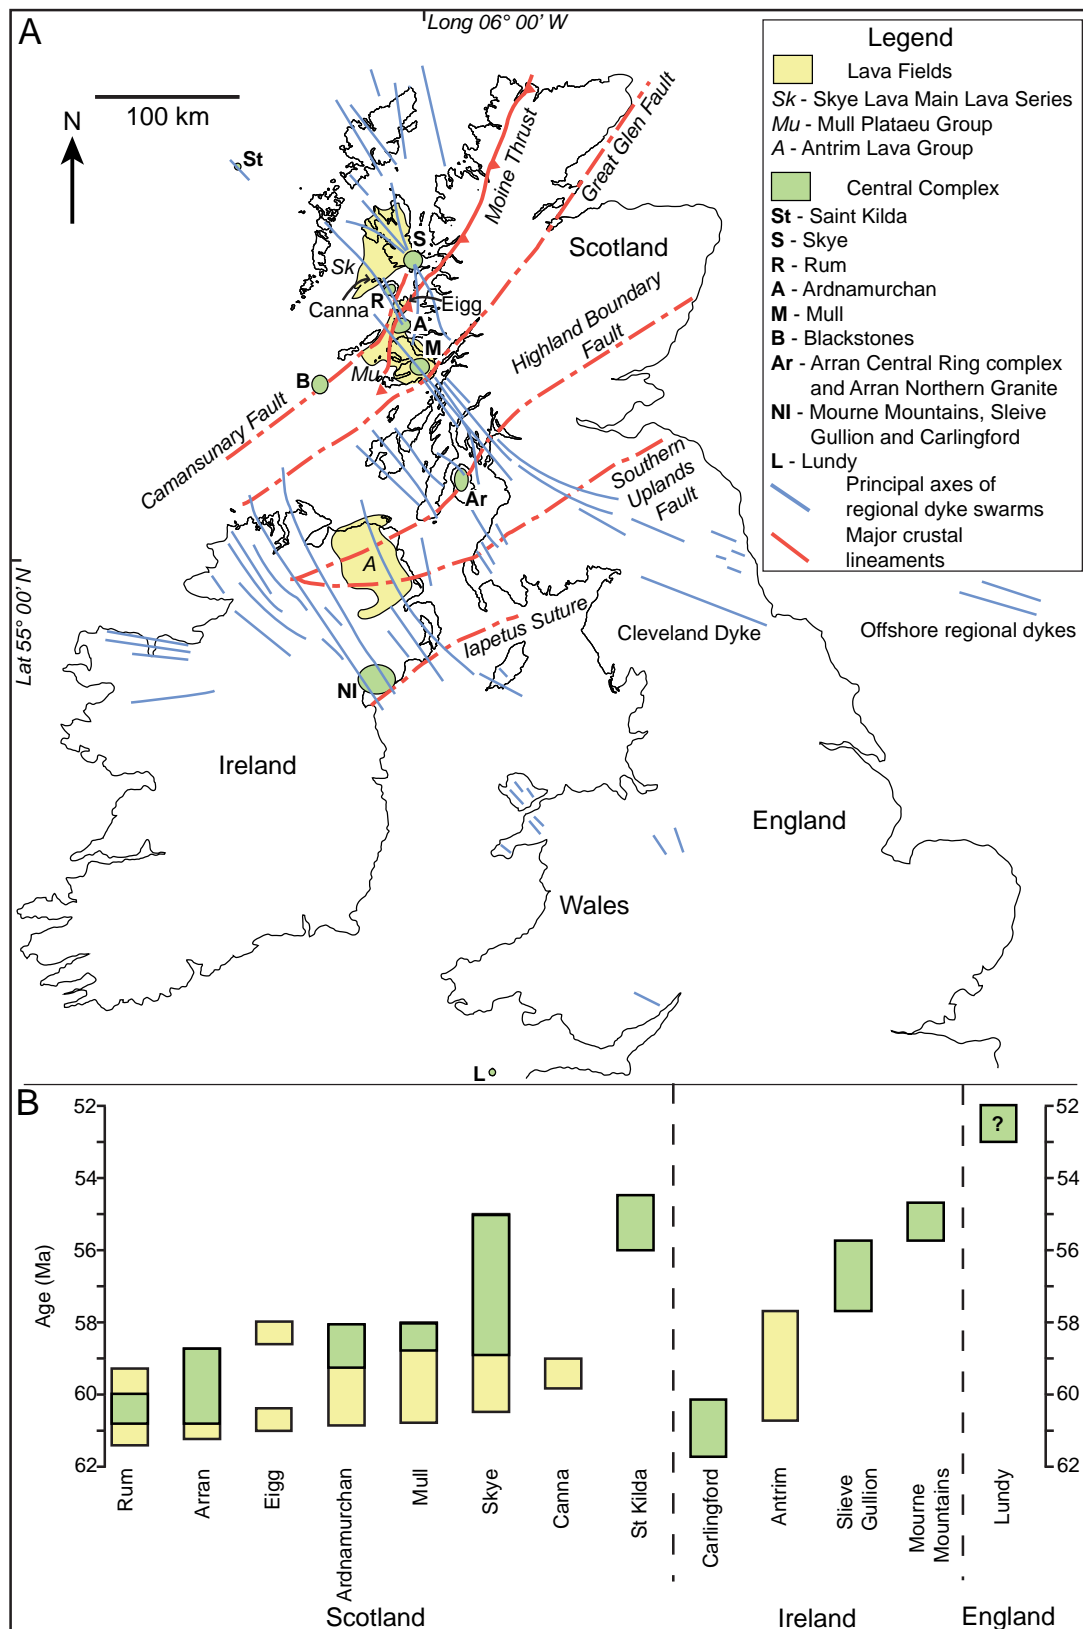 A
Long 06° 00' W
100 km
N
St
Moine Thrust
Great Glen Fault
Scotland
S
Sk
Canna
R
Eigg
A
M
Mu
B
Highland Boundary
Fault
Camansunary Fault
Ar
Southern
Uplands
Fault
A
Lat 55° 00' N
Iapetus Suture
Cleveland Dyke
Offshore regional dykes
NI
Ireland
England
Wales
L
Legend
Lava Fields
Sk - Skye Lava Main Lava Series
Mu - Mull Plataeu Group
A - Antrim Lava Group
Central Complex
St - Saint Kilda
S - Skye
R - Rum
A - Ardnamurchan
M - Mull
B - Blackstones
Ar - Arran Central Ring complex
and Arran Northern Granite
NI - Mourne Mountains, Sleive
Gullion and Carlingford
L - Lundy
Principal axes of
regional dyke swarms
Major crustal
lineaments
B
Age (Ma)
52
54
56
58
60
62
?
52
54
56
58
60
62
Rum
Arran
Eigg
Ardnamurchan
Mull
Skye
Canna
St Kilda
Carlingford
Antrim
Slieve
Gullion
Mourne
Mountains
Lundy
Scotland
Ireland
England